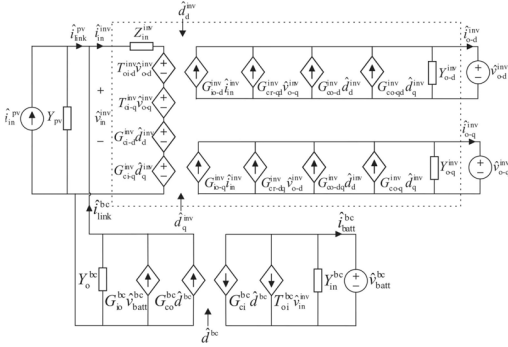 d̂_d^inv
î_link^pv î_in^inv Z_in^inv î_o-d^inv
T_oi-d^inv v̂_o-d^inv
î_in^pv Y_pv + v̂_in^inv −
G_io-d^inv î_in^inv G_cr-qd^inv v̂_o-q^inv G_co-d^inv d̂_d^inv G_co-qd^inv d̂_q^inv Y_o-d^inv v̂_o-d^inv
T_ci-q^inv v̂_o-q^inv
G_ci-d^inv d̂_d^inv
î_o-q^inv
G_ci-q^inv d̂_q^inv
G_io-q^inv î_in^inv G_cr-dq^inv v̂_o-d^inv G_co-dq^inv d̂_d^inv G_co-q^inv d̂_q^inv Y_o-q^inv
î_link^bc d̂_q^inv î_batt^bc
Y_o^bc G_io^bc v̂_batt^bc G_co^bc d̂^bc G_ci^bc d̂^bc T_oi^bc v̂_in^inv Y_in^bc v̂_batt^bc
d̂^bc